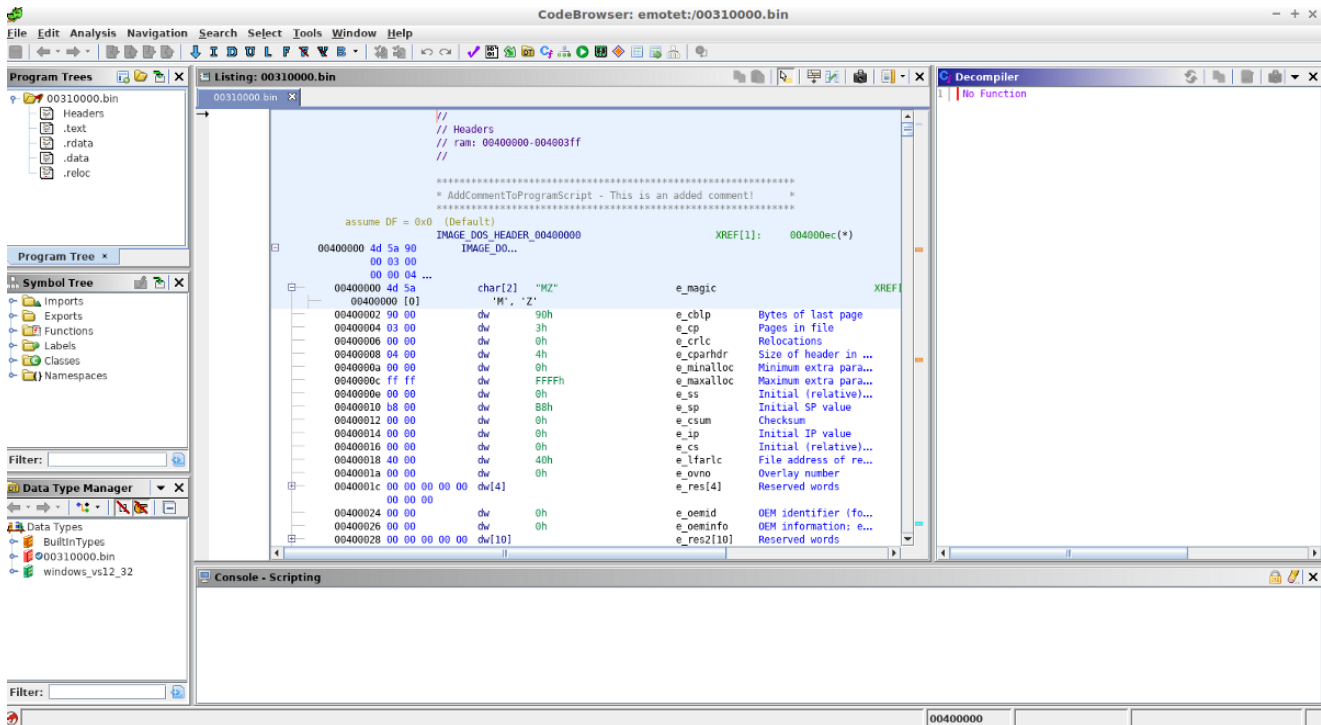 CodeBrowser: emotet:/00310000.bin
File Edit Analysis Navigation Search Select Tools Window Help
I D U L F R V B
Program Trees
00310000.bin
Headers
.text
.rdata
.data
.reloc
Program Tree ×
Symbol Tree
Imports
Exports
Functions
Labels
Classes
Namespaces
Filter:
Data Type Manager
Data Types
BuiltInTypes
00310000.bin
windows_vs12_32
Filter:
Listing: 00310000.bin
00310000.bin
//
// Headers
// ram: 00400000-004003ff
//
*************************************************************
* AddCommentToProgramScript - This is an added comment! *
*************************************************************
assume DF = 0x0 (Default)
IMAGE_DOS_HEADER_00400000 XREF[1]: 004000ec(*)
00400000 4d 5a 90 IMAGE_DO...
00 03 00
00 00 04 ...
00400000 4d 5a char[2] "MZ" e_magic XREF[
00400000 [0] 'M', 'Z'
00400002 90 00 dw 90h e_cblp Bytes of last page
00400004 03 00 dw 3h e_cp Pages in file
00400006 00 00 dw 0h e_crlc Relocations
00400008 04 00 dw 4h e_cparhdr Size of header in ...
0040000a 00 00 dw 0h e_minalloc Minimum extra para...
0040000c ff ff dw FFFFh e_maxalloc Maximum extra para...
0040000e 00 00 dw 0h e_ss Initial (relative)...
00400010 b8 00 dw B8h e_sp Initial SP value
00400012 00 00 dw 0h e_csum Checksum
00400014 00 00 dw 0h e_ip Initial IP value
00400016 00 00 dw 0h e_cs Initial (relative)...
00400018 40 00 dw 40h e_lfarlc File address of re...
0040001a 00 00 dw 0h e_ovno Overlay number
0040001c 00 00 00 00 00 dw[4] e_res[4] Reserved words
00 00 00
00400024 00 00 dw 0h e_oemid OEM identifier (fo...
00400026 00 00 dw 0h e_oeminfo OEM information; e...
00400028 00 00 00 00 00 dw[10] e_res2[10] Reserved words
Decompiler
1 No Function
Console - Scripting
00400000